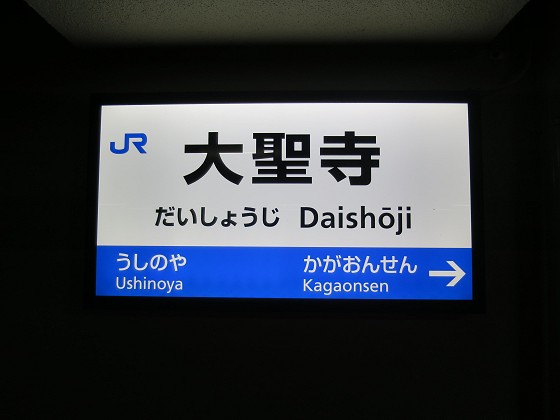 JR
大聖寺
だいしょうじ Daishōji
うしのや かがおんせん →
Ushinoya Kagaonsen